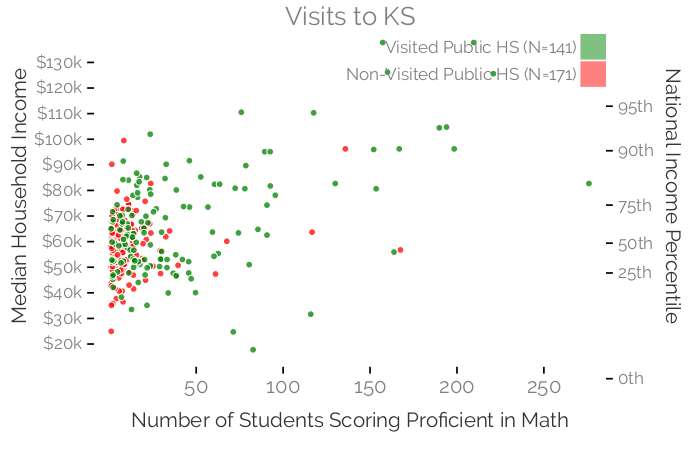 Visits to KS
Visited Public HS (N=141)
Non-Visited Public HS (N=171)
Median Household Income
$130k
$120k
$110k
$100k
$90k
$80k
$70k
$60k
$50k
$40k
$30k
$20k
National Income Percentile
95th
90th
75th
50th
25th
0th
50
100
150
200
250
Number of Students Scoring Proficient in Math